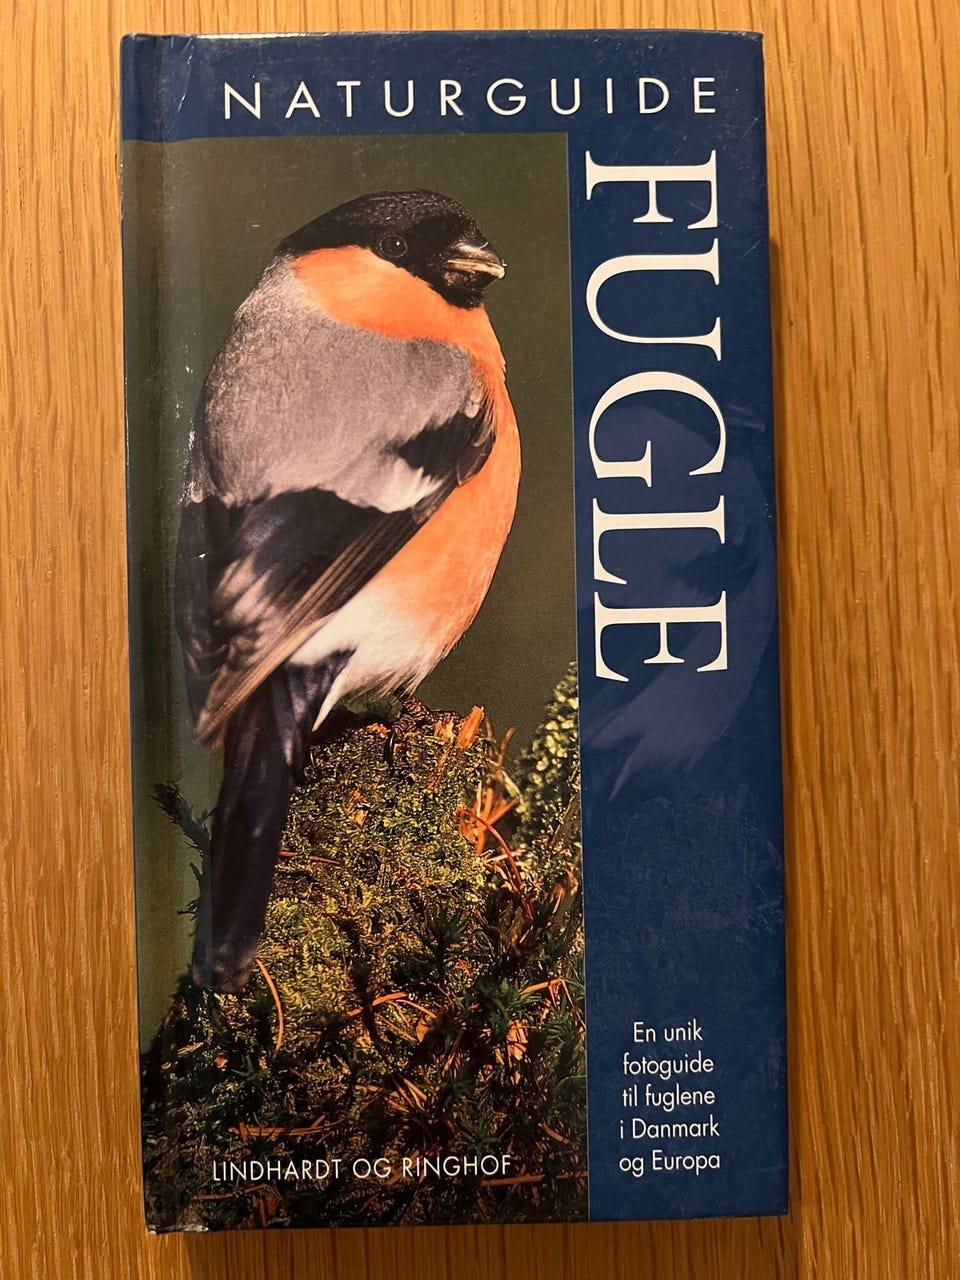 NATURGUIDE
FUGLE
En unik
fotoguide
til fuglene
i Danmark
og Europa
LINDHARDT OG RINGHOF